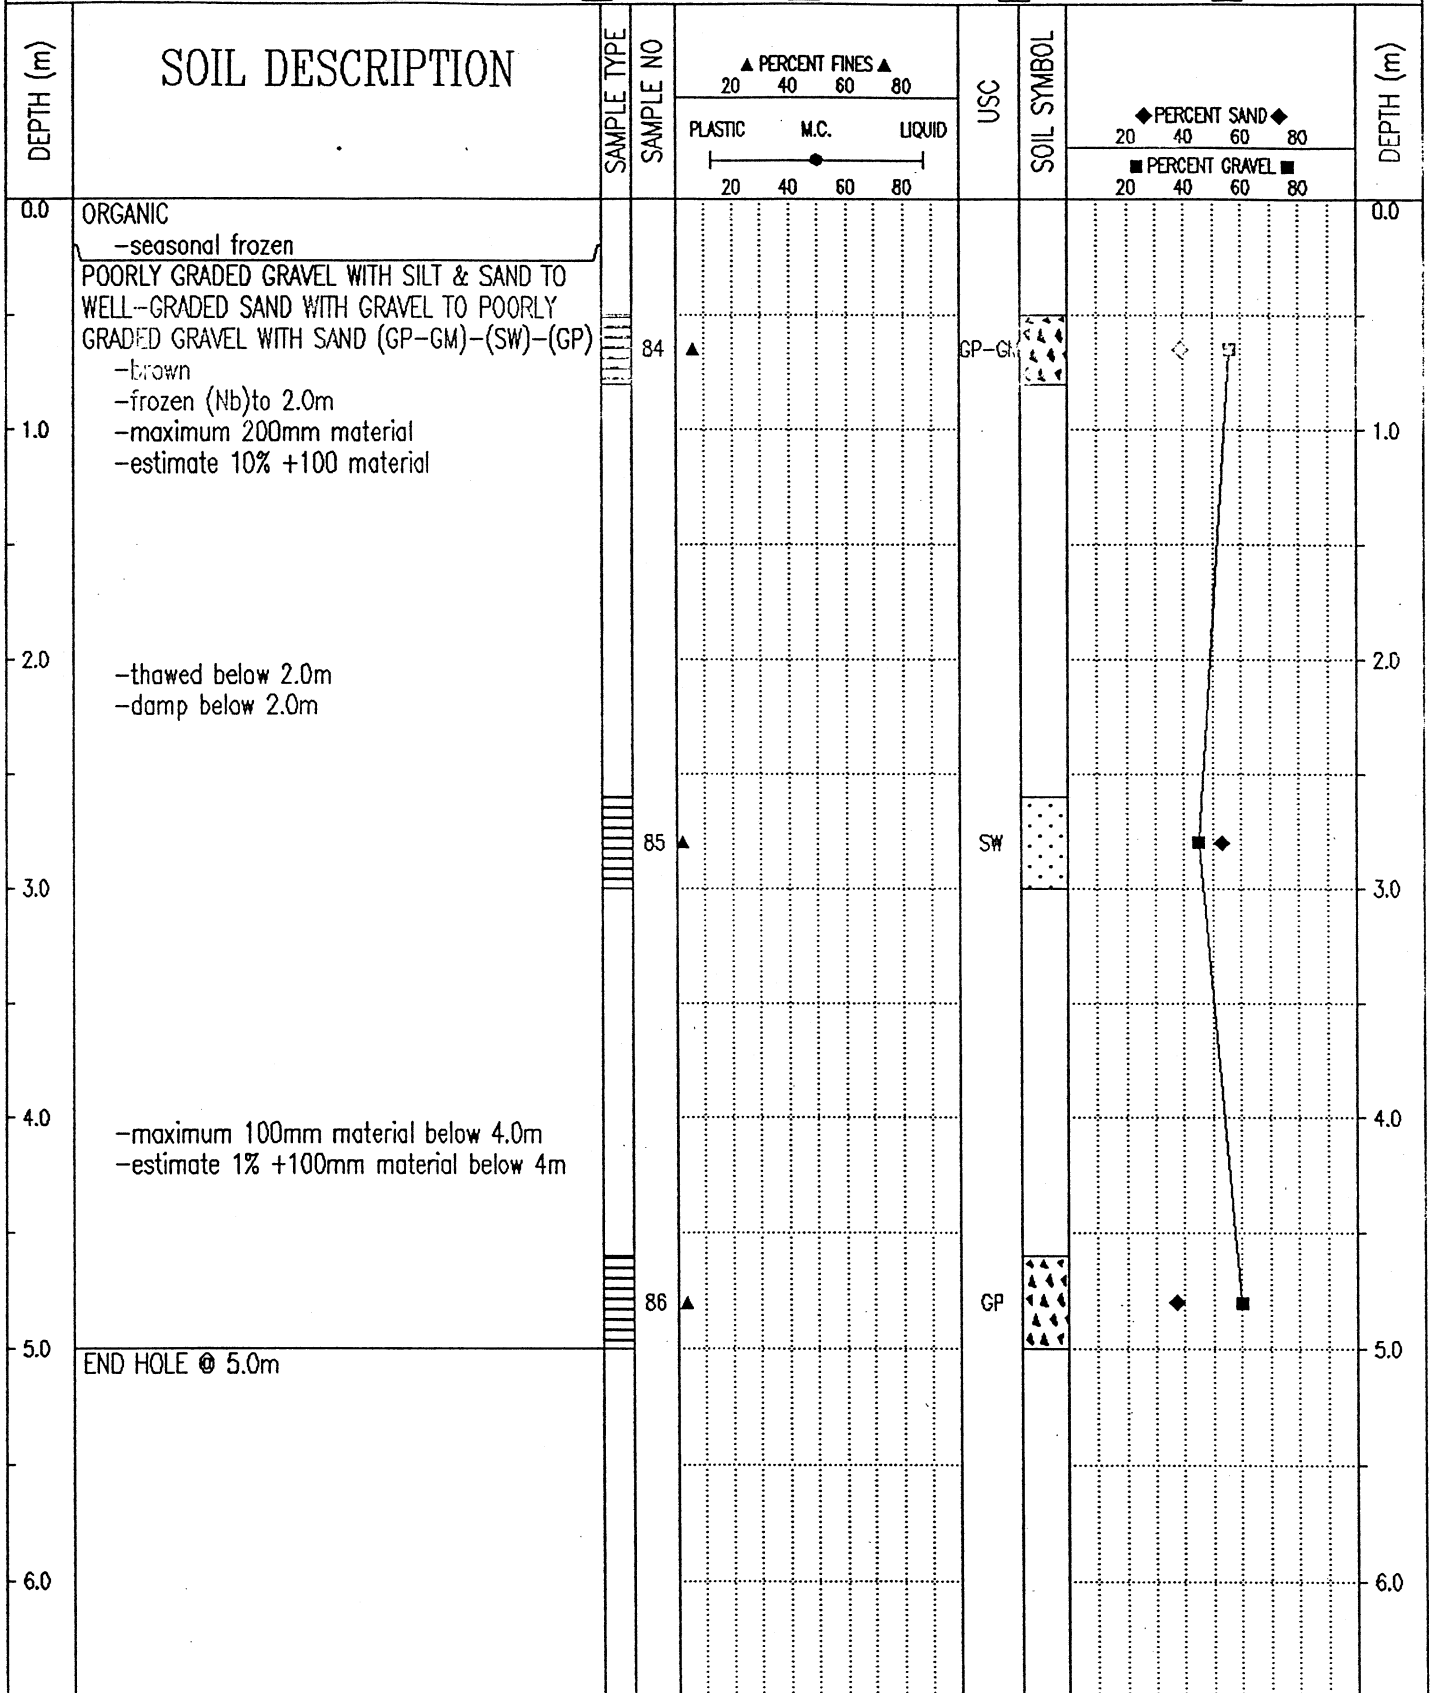 DEPTH (m)
SOIL DESCRIPTION
SAMPLE TYPE
SAMPLE NO
▲ PERCENT FINES ▲
20 40 60 80
PLASTIC M.C. LIQUID
20 40 60 80
USC
SOIL SYMBOL
◆PERCENT SAND◆
20 40 60 80
■ PERCENT GRAVEL ■
20 40 60 80
DEPTH (m)
0.0 ORGANIC 0.0
-seasonal frozen
POORLY GRADED GRAVEL WITH SILT & SAND TO
WELL-GRADED SAND WITH GRAVEL TO POORLY
GRADED GRAVEL WITH SAND (GP-GM)-(SW)-(GP)
84 GP-GM
-brown
-frozen (Nb)to 2.0m
1.0 -maximum 200mm material 1.0
-estimate 10% +100 material
2.0 2.0
-thawed below 2.0m
-damp below 2.0m
85 SW
3.0 3.0
4.0 4.0
-maximum 100mm material below 4.0m
-estimate 1% +100mm material below 4m
86 GP
5.0 5.0
END HOLE @ 5.0m
6.0 6.0